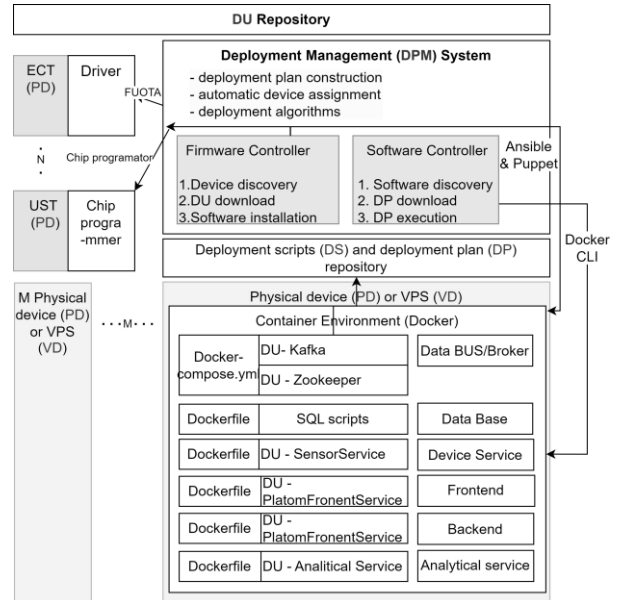 DU Repository
Deployment Management (DPM) System
- deployment plan construction
- automatic device assignment
- deployment algorithms
ECT
(PD)
Driver
FUOTA
N
Chip programator
UST
(PD)
Chip
progra
-mmer
Firmware Controller
1.Device discovery
2.DU download
3.Software installation
Software Controller
1. Software discovery
2. DP download
3. DP execution
Ansible
& Puppet
Docker
CLI
Deployment scripts (DS) and deployment plan (DP)
repository
M Physical
device (PD)
or VPS
(VD)
···M···
Physical device (PD) or VPS (VD)
Container Environment (Docker)
Docker-
compose.yml
DU- Kafka
DU - Zookeeper
Data BUS/Broker
Dockerfile
SQL scripts
Data Base
Dockerfile
DU - SensorService
Device Service
Dockerfile
DU -
PlatomFronentService
Frontend
Dockerfile
DU -
PlatomFronentService
Backend
Dockerfile
DU - Analitical Service
Analytical service